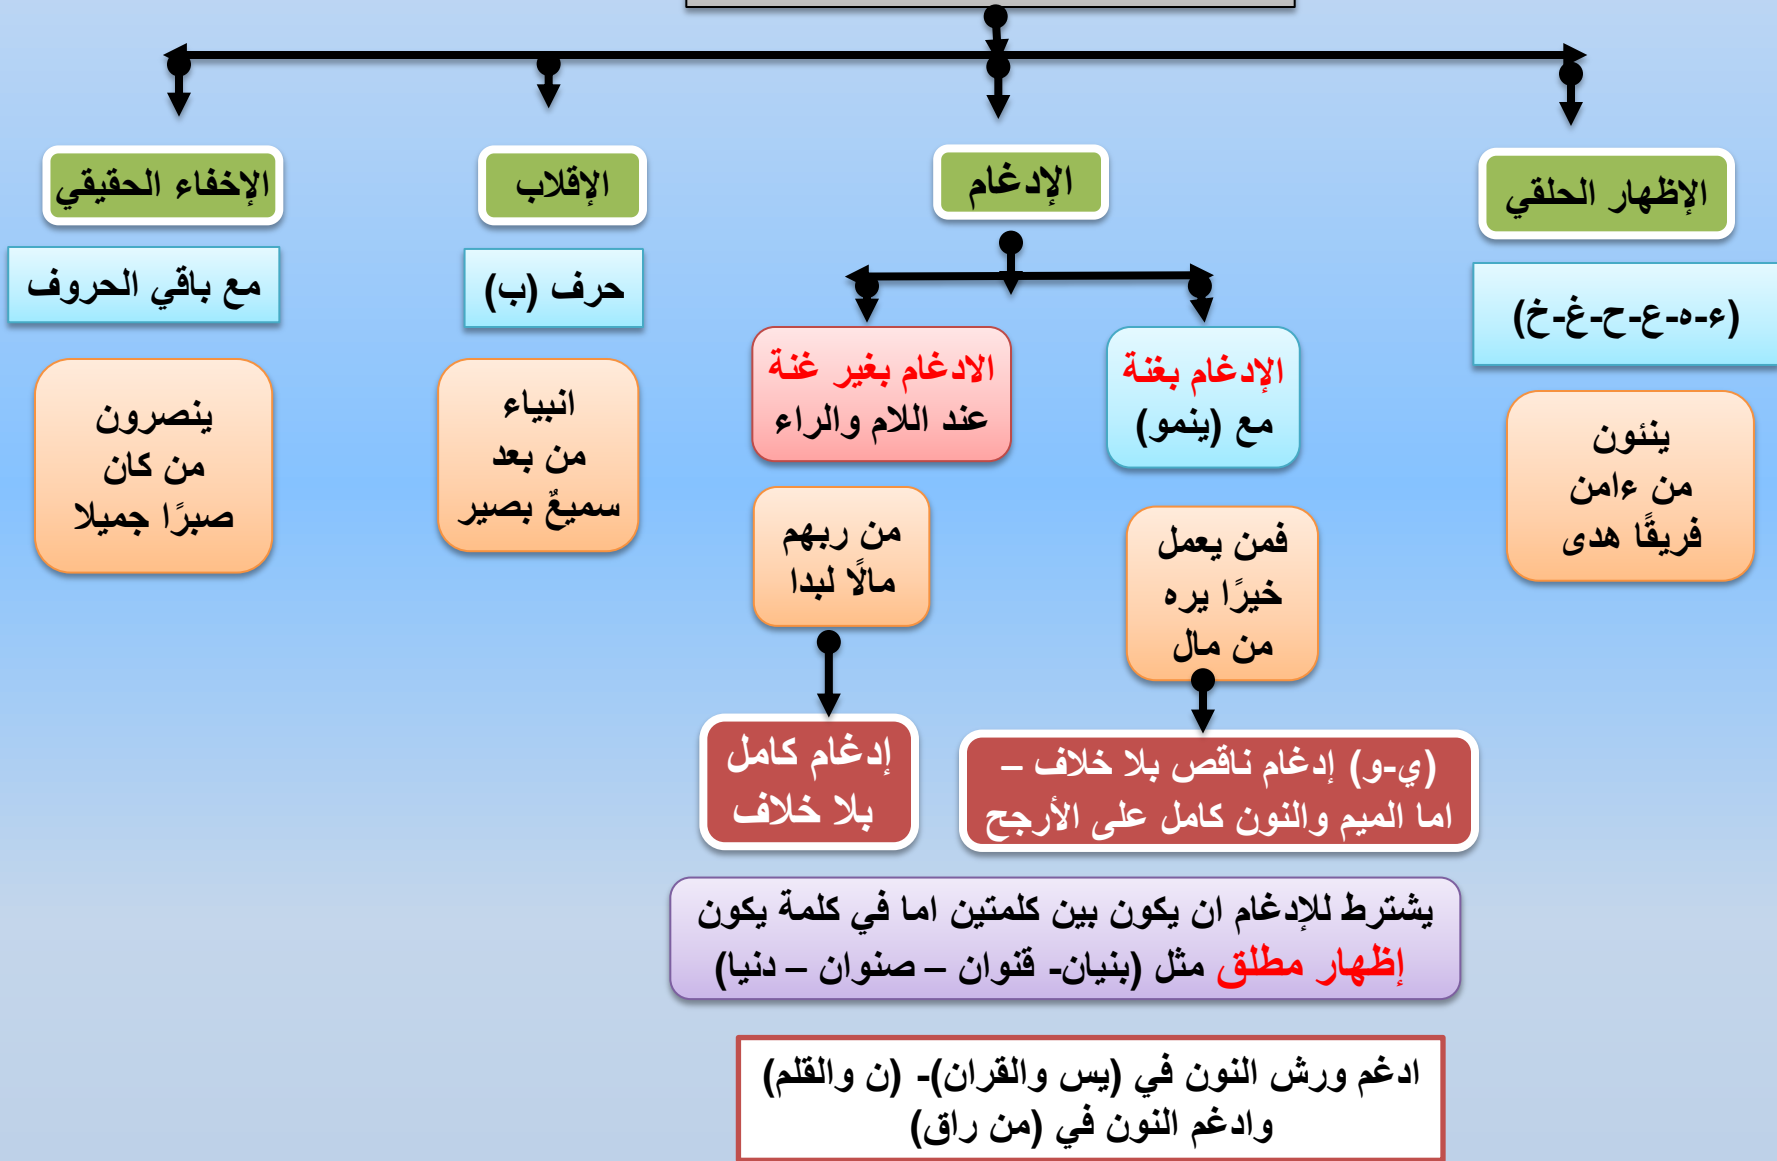 الإظهار الحلقي
(ء-ه-ع-ح-غ-خ)
ينئون
من ءامن
فريقًا هدى
الإدغام
الإدغام بغنة
مع (ينمو)
فمن يعمل
خيرًا يره
من مال
(ي-و) إدغام ناقص بلا خلاف –
اما الميم والنون كامل على الأرجح
الادغام بغير غنة
عند اللام والراء
من ربهم
مالًا لبدا
إدغام كامل
بلا خلاف
الإقلاب
حرف (ب)
انبياء
من بعد
سميعٌ بصير
الإخفاء الحقيقي
مع باقي الحروف
ينصرون
من كان
صبرًا جميلا
يشترط للإدغام ان يكون بين كلمتين اما في كلمة يكون
إظهار مطلق مثل (بنيان- قنوان – صنوان – دنيا)
ادغم ورش النون في (يس والقران)- (ن والقلم)
وادغم النون في (من راق)